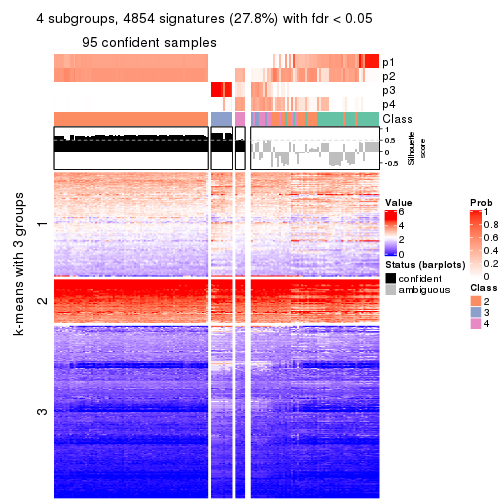 4 subgroups, 4854 signatures (27.8%) with fdr < 0.05
95 confident samples
p1
p2
p3
p4
Class
1
0.5
0
-0.5
Silhouette
score
k-means with 3 groups
1
2
3
Value
6
4
2
0
Status (barplots)
confident
ambiguous
Prob
1
0.8
0.6
0.4
0.2
0
Class
2
3
4